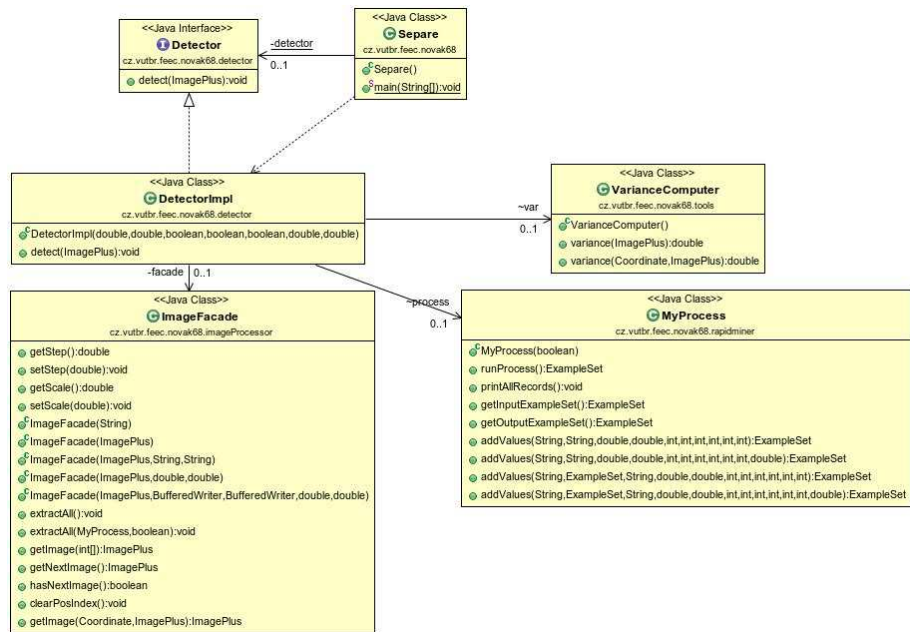 <<Java Interface>>
Detector
cz.vutbr.feec.novak68.detector
detect(ImagePlus):void
-detector
0..1
<<Java Class>>
Separe
cz.vutbr.feec.novak68
Separe()
main(String[]):void
<<Java Class>>
DetectorImpl
cz.vutbr.feec.novak68.detector
DetectorImpl(double,double,boolean,boolean,boolean,double,double)
detect(ImagePlus):void
~var
0..1
<<Java Class>>
VarianceComputer
cz.vutbr.feec.novak68.tools
VarianceComputer()
variance(ImagePlus):double
variance(Coordinate,ImagePlus):double
-facade
0..1
~process
0..1
<<Java Class>>
ImageFacade
cz.vutbr.feec.novak68.imageProcessor
getStep():double
setStep(double):void
getScale():double
setScale(double):void
ImageFacade(String)
ImageFacade(ImagePlus)
ImageFacade(ImagePlus,String,String)
ImageFacade(ImagePlus,double,double)
ImageFacade(ImagePlus,BufferedWriter,BufferedWriter,double,double)
extractAll():void
extractAll(MyProcess,boolean):void
getImage(int[]):ImagePlus
getNextImage():ImagePlus
hasNextImage():boolean
clearPosIndex():void
getImage(Coordinate,ImagePlus):ImagePlus
<<Java Class>>
MyProcess
cz.vutbr.feec.novak68.rapidminer
MyProcess(boolean)
runProcess():ExampleSet
printAllRecords():void
getInputExampleSet():ExampleSet
getOutputExampleSet():ExampleSet
addValues(String,String,double,double,int,int,int,int,int,int):ExampleSet
addValues(String,String,double,double,int,int,int,int,int,int,double):ExampleSet
addValues(String,ExampleSet,String,double,double,int,int,int,int,int,int):ExampleSet
addValues(String,ExampleSet,String,double,double,int,int,int,int,int,int,double):ExampleSet